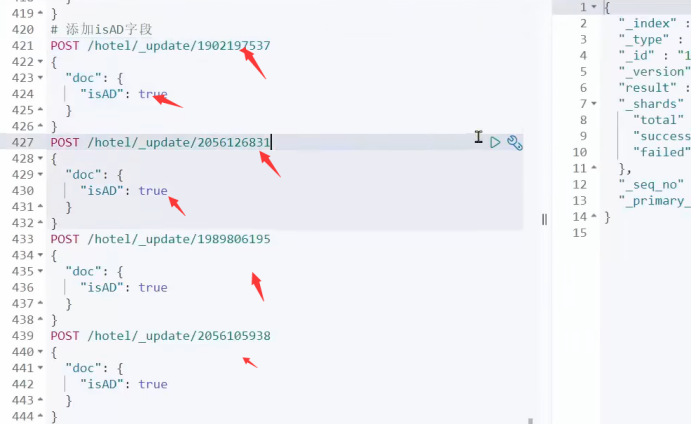 419 }
420 # 添加isAD字段
421 POST /hotel/_update/1902197537
422 {
423 "doc": {
424 "isAD": true
425 }
426 }
427 POST /hotel/_update/2056126831
428 {
429 "doc": {
430 "isAD": true
431 }
432 }
433 POST /hotel/_update/1989806195
434 {
435 "doc": {
436 "isAD": true
437 }
438 }
439 POST /hotel/_update/2056105938
440 {
441 "doc": {
442 "isAD": true
443 }
444 }
1 {
2 "_index" :
3 "_type" :
4 "_id" : "1
5 "_version"
6 "result" :
7 "_shards"
8 "total"
9 "success
10 "failed"
11 },
12 "_seq_no"
13 "_primary_
14 }
15